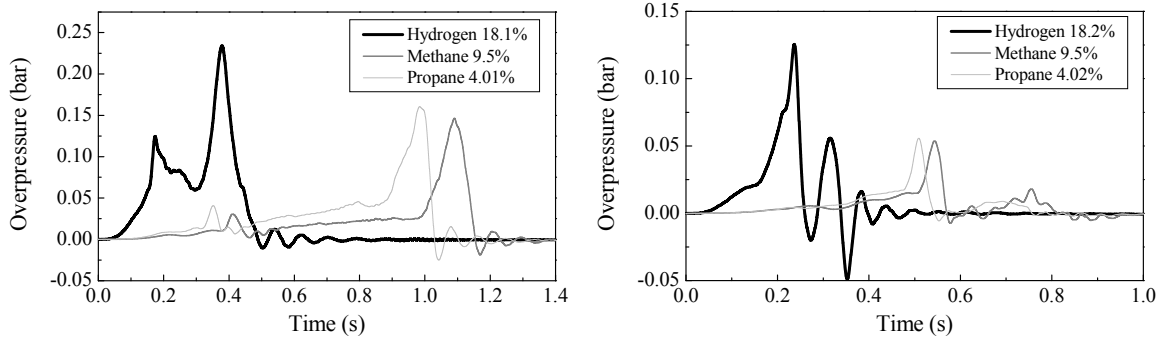 0.25
0.20
0.15
0.10
0.05
0.00
-0.05
Overpressure (bar)
Hydrogen 18.1%
Methane 9.5%
Propane 4.01%
0.0 0.2 0.4 0.6 0.8 1.0 1.2 1.4
Time (s)
0.15
0.10
0.05
0.00
-0.05
Overpressure (bar)
Hydrogen 18.2%
Methane 9.5%
Propane 4.02%
0.0 0.2 0.4 0.6 0.8 1.0
Time (s)